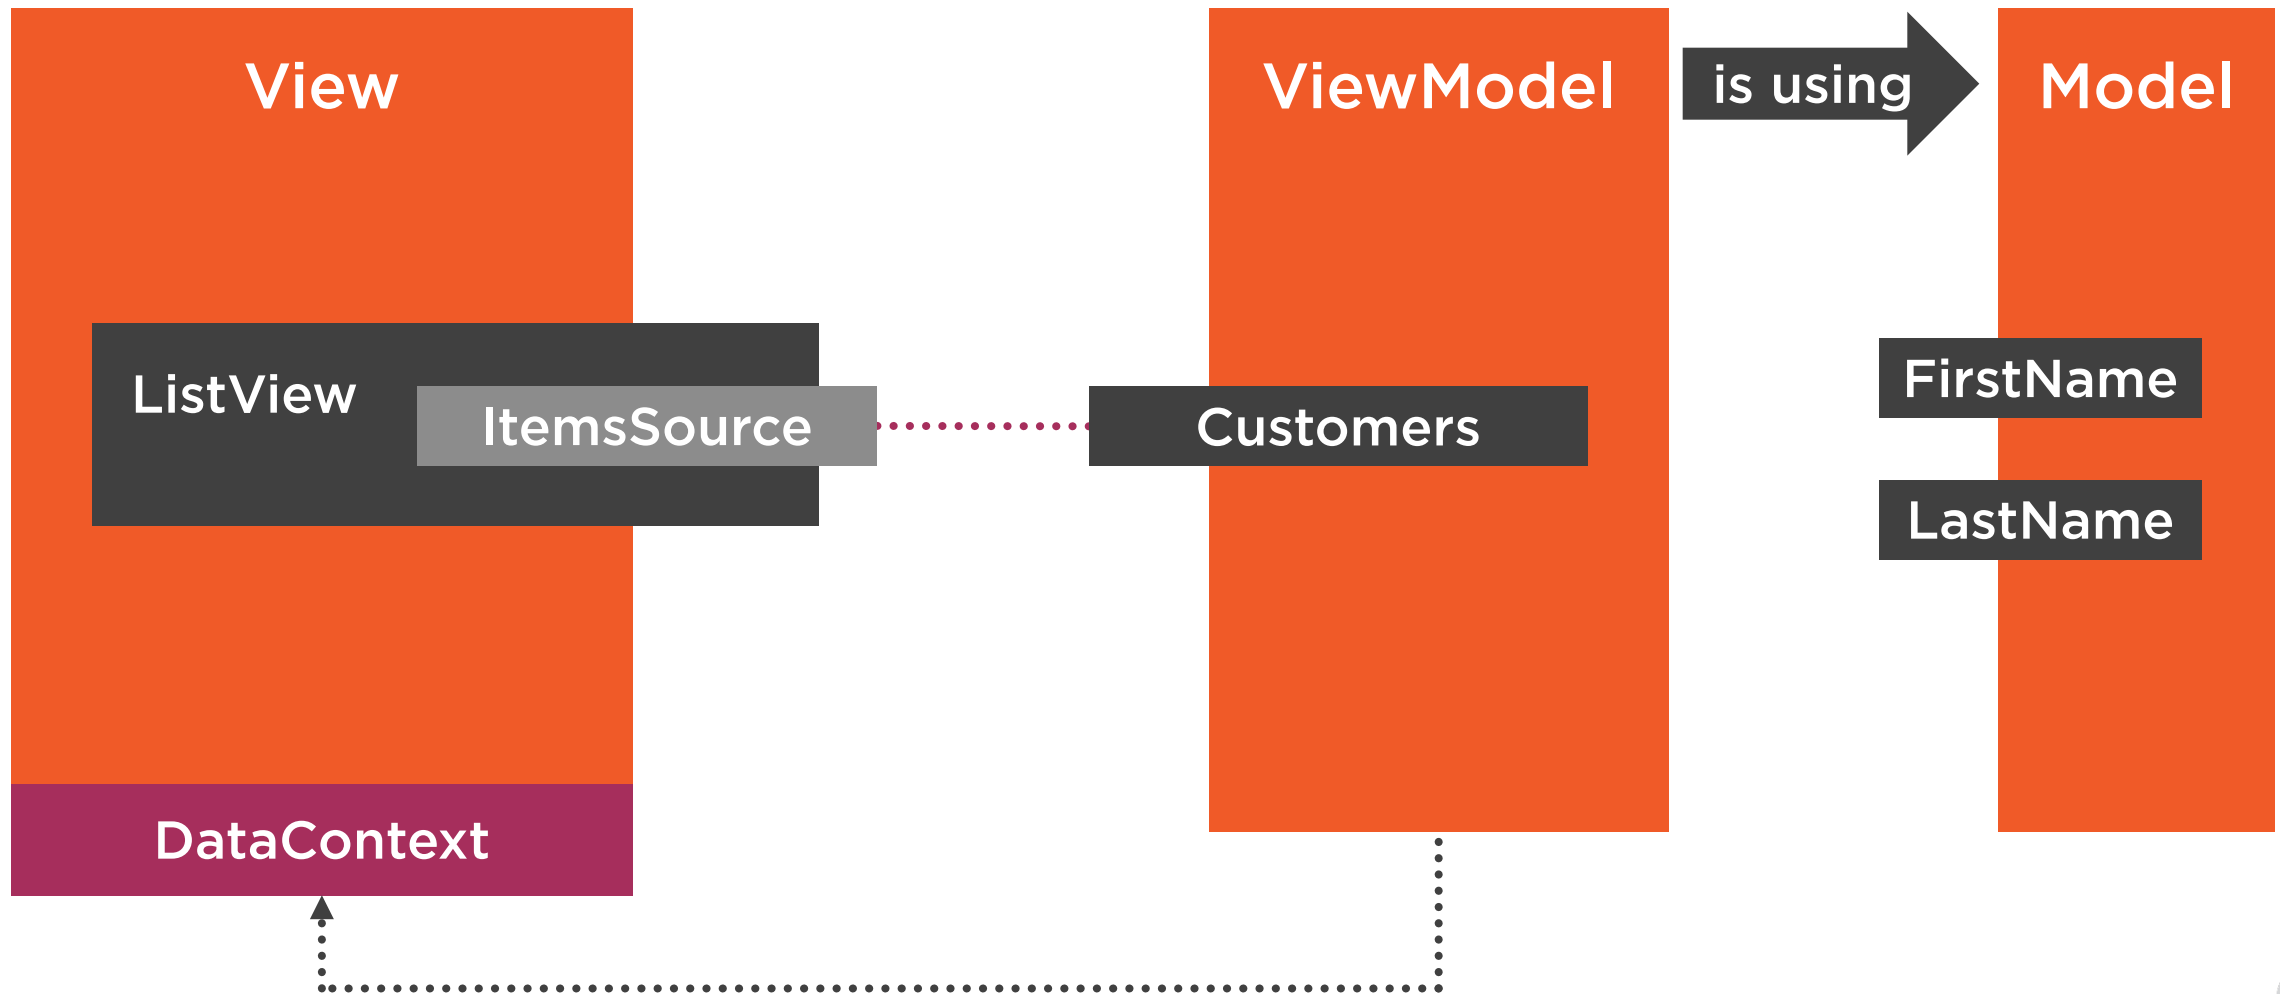 View
ViewModel
is using
Model
ListView
ItemsSource
Customers
FirstName
LastName
DataContext